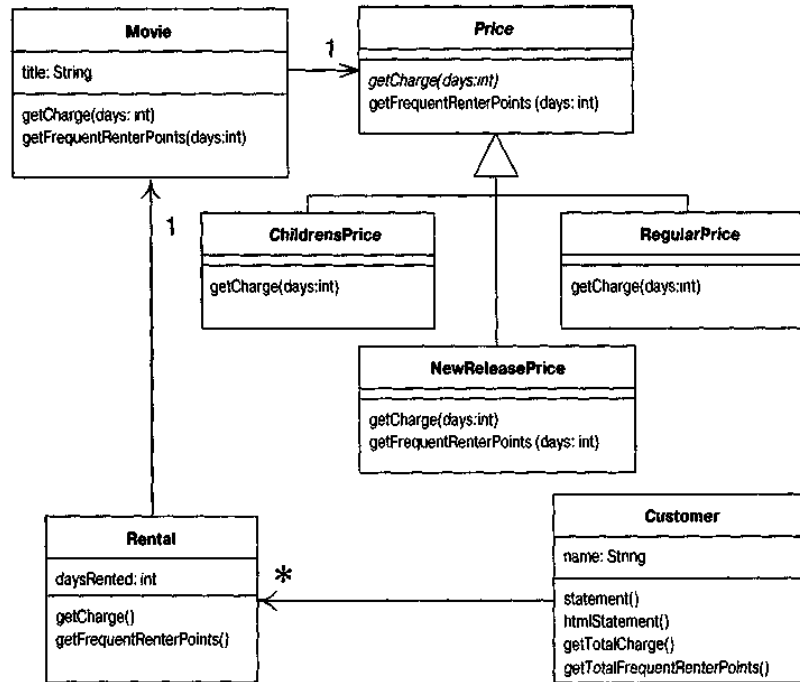 Movie
title: String
getCharge(days: int)
getFrequentRenterPoints(days:int)
1
Price
getCharge(days:int)
getFrequentRenterPoints (days: int)
1
ChildrensPrice
getCharge(days:int)
RegularPrice
getCharge(days:int)
NewReleasePrice
getCharge(days:int)
getFrequentRenterPoints (days: int)
Rental
daysRented: int
getCharge()
getFrequentRenterPoints()
*
Customer
name: String
statement()
htmlStatement()
getTotalCharge()
getTotalFrequentRenterPoints()